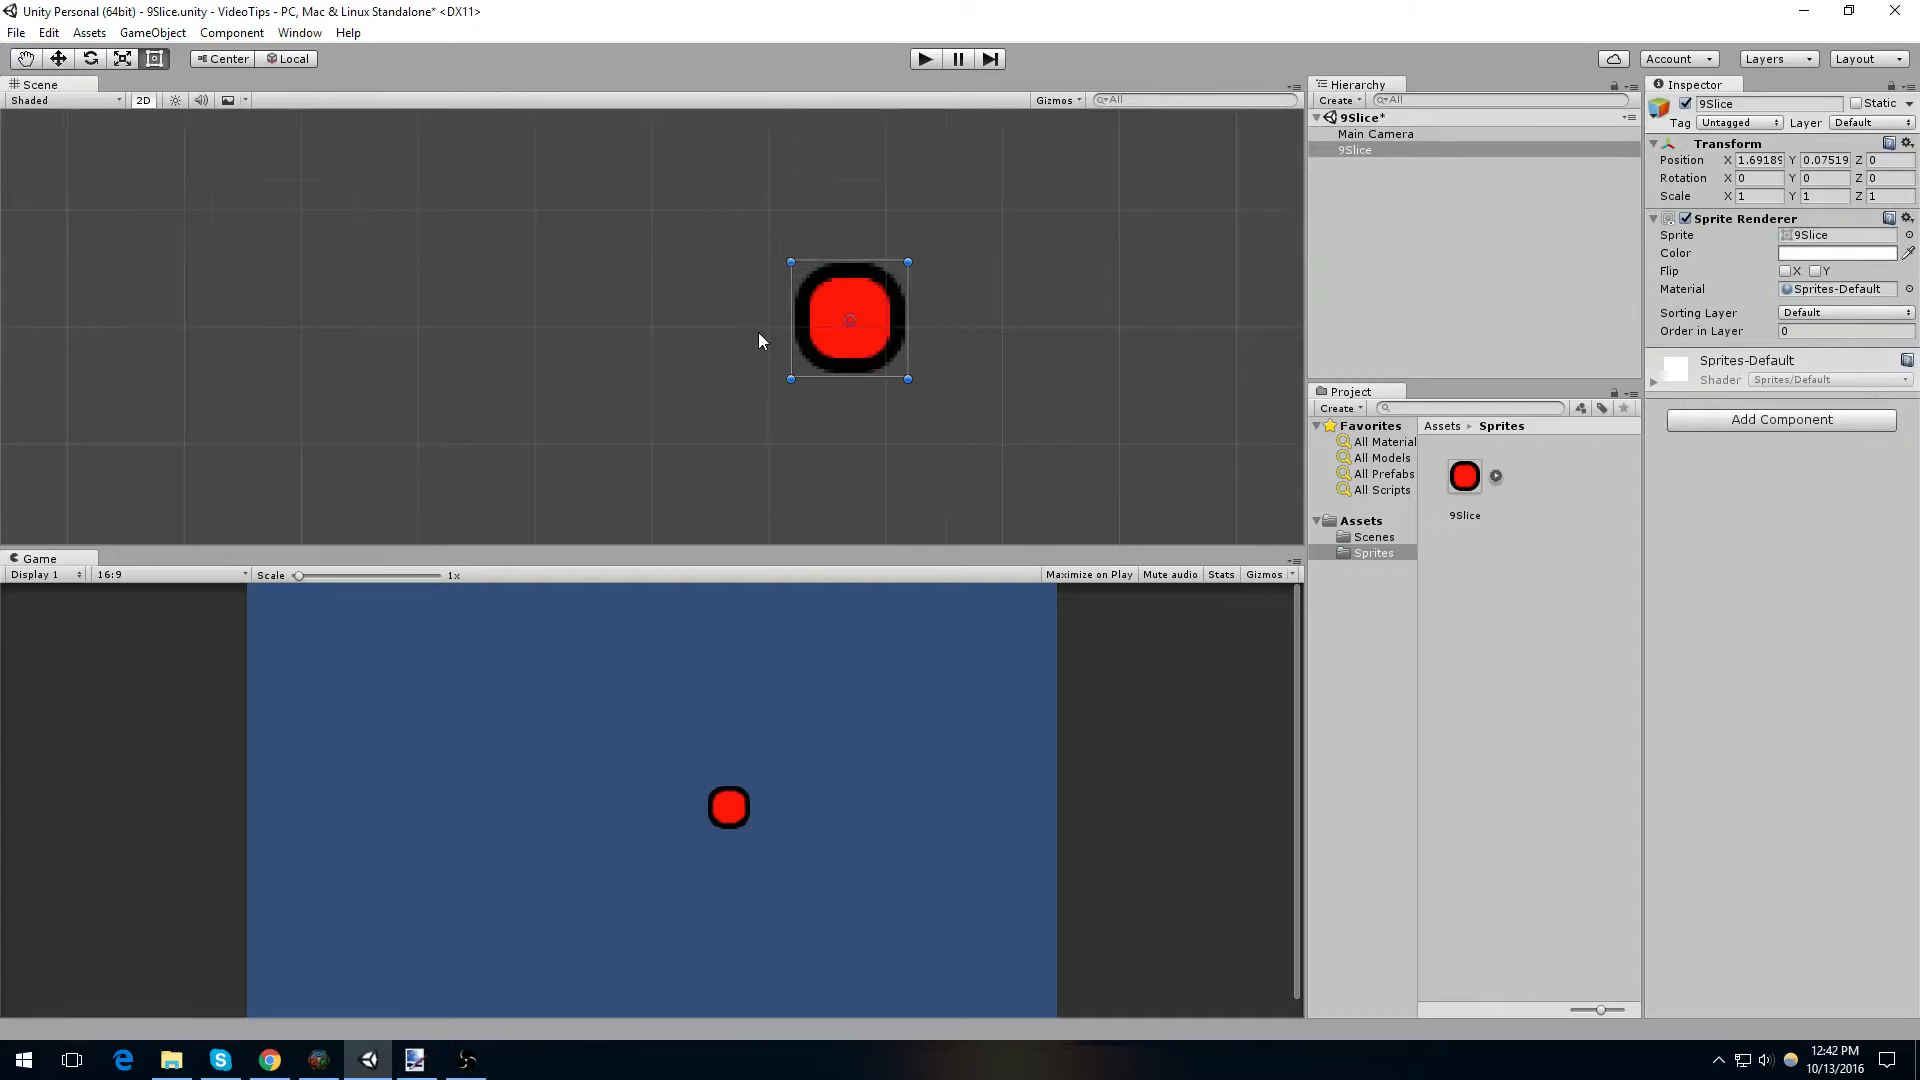 Unity Personal (64bit) - 9Slice.unity - VideoTips - PC, Mac & Linux Standalone* <DX11>
File Edit Assets GameObject Component Window Help
Center Local
Account Layers Layout
Scene
Shaded 2D Gizmos All
Hierarchy
Create All
9Slice*
Main Camera
9Slice
Inspector
9Slice Static
Tag Untagged Layer Default
Transform
Position X 1.69189 Y 0.07519 Z 0
Rotation X 0 Y 0 Z 0
Scale X 1 Y 1 Z 1
Sprite Renderer
Sprite 9Slice
Color
Flip X Y
Material Sprites-Default
Sorting Layer Default
Order in Layer 0
Sprites-Default
Shader Sprites/Default
Add Component
Project
Create
Favorites
All Material
All Models
All Prefabs
All Scripts
Assets
Scenes
Sprites
Assets Sprites
9Slice
Game
Display 1 16:9 Scale 1x Maximize on Play Mute audio Stats Gizmos
12:42 PM
10/13/2016